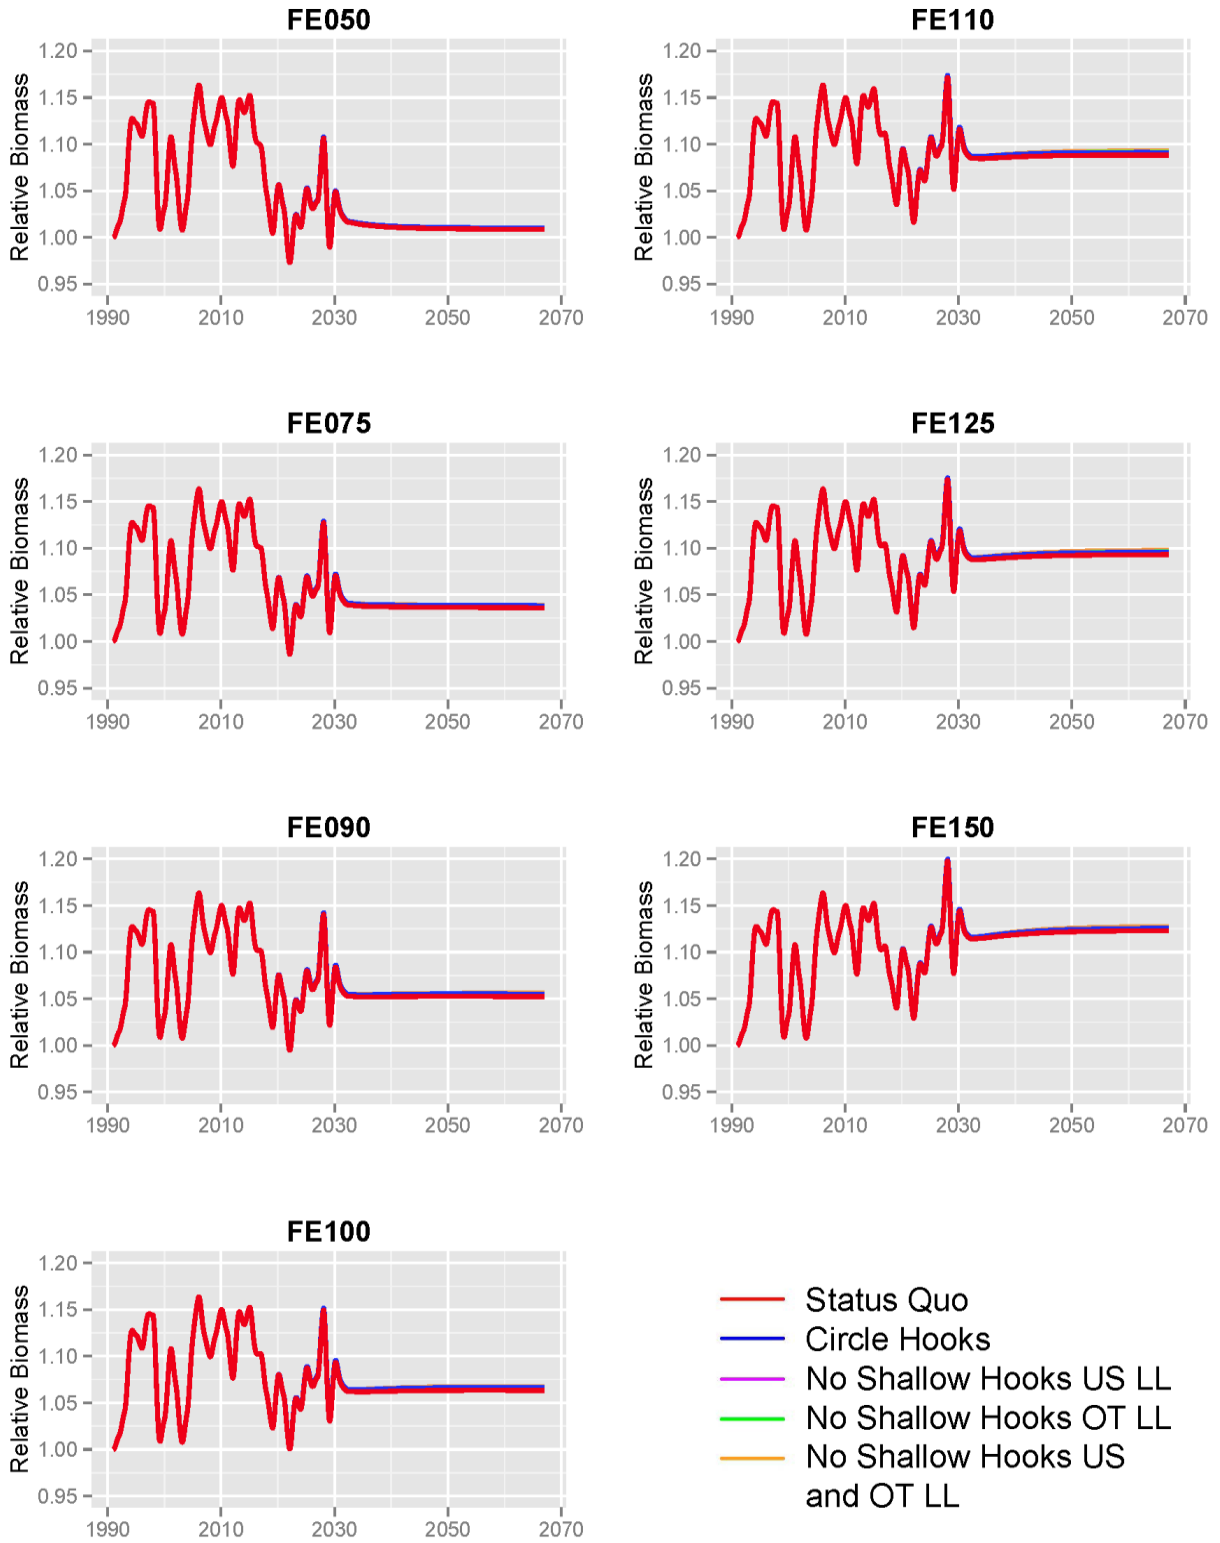 FE050
1.20
1.15
1.10
1.05
1.00
0.95
Relative Biomass
1990 2010 2030 2050 2070
FE110
1.20
1.15
1.10
1.05
1.00
0.95
Relative Biomass
1990 2010 2030 2050 2070
FE075
1.20
1.15
1.10
1.05
1.00
0.95
Relative Biomass
1990 2010 2030 2050 2070
FE125
1.20
1.15
1.10
1.05
1.00
0.95
Relative Biomass
1990 2010 2030 2050 2070
FE090
1.20
1.15
1.10
1.05
1.00
0.95
Relative Biomass
1990 2010 2030 2050 2070
FE150
1.20
1.15
1.10
1.05
1.00
0.95
Relative Biomass
1990 2010 2030 2050 2070
FE100
1.20
1.15
1.10
1.05
1.00
0.95
Relative Biomass
1990 2010 2030 2050 2070
Status Quo
Circle Hooks
No Shallow Hooks US LL
No Shallow Hooks OT LL
No Shallow Hooks US
and OT LL